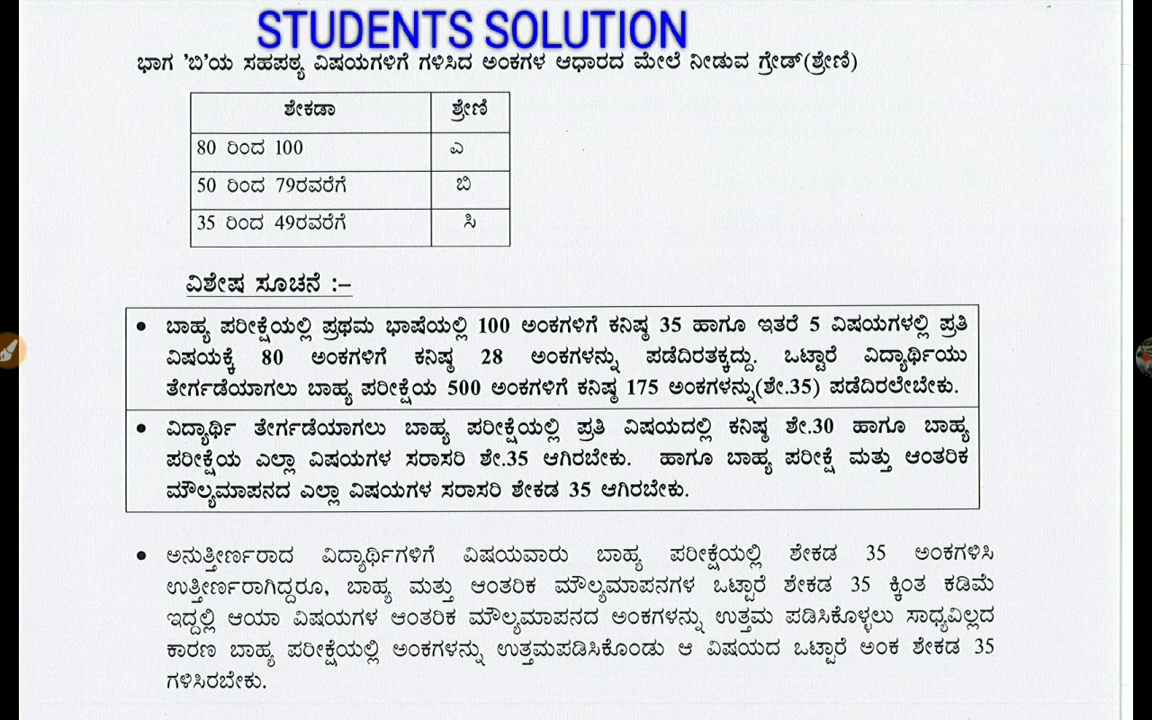 STUDENTS SOLUTION
ಭಾಗ 'ಬಿ'ಯ ಸಹಪಠ್ಯ ವಿಷಯಗಳಿಗೆ ಗಳಿಸಿದ ಅಂಕಗಳ ಆಧಾರದ ಮೇಲೆ ನೀಡುವ ಗ್ರೇಡ್(ಶ್ರೇಣಿ)
ಶೇಕಡಾ ಶ್ರೇಣಿ
80 ರಿಂದ 100 ಎ
50 ರಿಂದ 79ರವರೆಗೆ ಬಿ
35 ರಿಂದ 49ರವರೆಗೆ ಸಿ
ವಿಶೇಷ ಸೂಚನೆ :–
• ಬಾಹ್ಯ ಪರೀಕ್ಷೆಯಲ್ಲಿ ಪ್ರಥಮ ಭಾಷೆಯಲ್ಲಿ 100 ಅಂಕಗಳಿಗೆ ಕನಿಷ್ಠ 35 ಹಾಗೂ ಇತರೆ 5 ವಿಷಯಗಳಲ್ಲಿ ಪ್ರತಿ
ವಿಷಯಕ್ಕೆ 80 ಅಂಕಗಳಿಗೆ ಕನಿಷ್ಠ 28 ಅಂಕಗಳನ್ನು ಪಡೆದಿರತಕ್ಕದ್ದು. ಒಟ್ಟಾರೆ ವಿದ್ಯಾರ್ಥಿಯು
ತೇರ್ಗಡೆಯಾಗಲು ಬಾಹ್ಯ ಪರೀಕ್ಷೆಯ 500 ಅಂಕಗಳಿಗೆ ಕನಿಷ್ಠ 175 ಅಂಕಗಳನ್ನು(ಶೇ.35) ಪಡೆದಿರಲೇಬೇಕು.
• ವಿದ್ಯಾರ್ಥಿ ತೇರ್ಗಡೆಯಾಗಲು ಬಾಹ್ಯ ಪರೀಕ್ಷೆಯಲ್ಲಿ ಪ್ರತಿ ವಿಷಯದಲ್ಲಿ ಕನಿಷ್ಠ ಶೇ.30 ಹಾಗೂ ಬಾಹ್ಯ
ಪರೀಕ್ಷೆಯ ಎಲ್ಲಾ ವಿಷಯಗಳ ಸರಾಸರಿ ಶೇ.35 ಆಗಿರಬೇಕು. ಹಾಗೂ ಬಾಹ್ಯ ಪರೀಕ್ಷೆ ಮತ್ತು ಆಂತರಿಕ
ಮೌಲ್ಯಮಾಪನದ ಎಲ್ಲಾ ವಿಷಯಗಳ ಸರಾಸರಿ ಶೇಕಡ 35 ಆಗಿರಬೇಕು.
• ಅನುತ್ತೀರ್ಣರಾದ ವಿದ್ಯಾರ್ಥಿಗಳಿಗೆ ವಿಷಯವಾರು ಬಾಹ್ಯ ಪರೀಕ್ಷೆಯಲ್ಲಿ ಶೇಕಡ 35 ಅಂಕಗಳಿಸಿ
ಉತ್ತೀರ್ಣರಾಗಿದ್ದರೂ, ಬಾಹ್ಯ ಮತ್ತು ಆಂತರಿಕ ಮೌಲ್ಯಮಾಪನಗಳ ಒಟ್ಟಾರೆ ಶೇಕಡ 35 ಕ್ಕಿಂತ ಕಡಿಮೆ
ಇದ್ದಲ್ಲಿ ಆಯಾ ವಿಷಯಗಳ ಆಂತರಿಕ ಮೌಲ್ಯಮಾಪನದ ಅಂಕಗಳನ್ನು ಉತ್ತಮ ಪಡಿಸಿಕೊಳ್ಳಲು ಸಾಧ್ಯವಿಲ್ಲದ
ಕಾರಣ ಬಾಹ್ಯ ಪರೀಕ್ಷೆಯಲ್ಲಿ ಅಂಕಗಳನ್ನು ಉತ್ತಮಪಡಿಸಿಕೊಂಡು ಆ ವಿಷಯದ ಒಟ್ಟಾರೆ ಅಂಕ ಶೇಕಡ 35
ಗಳಿಸಿರಬೇಕು.